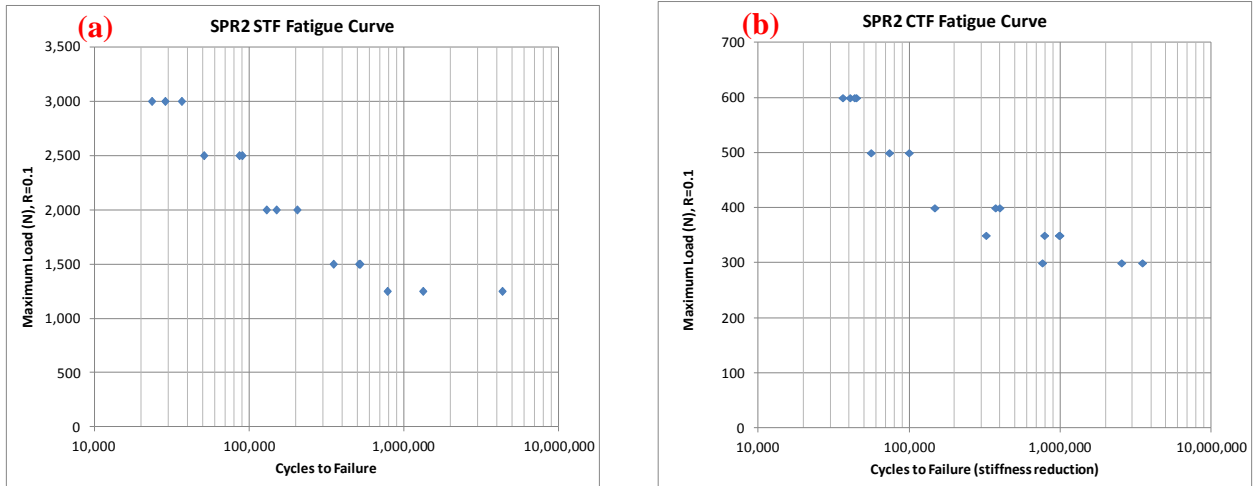 (a)
SPR2 STF Fatigue Curve
Maximum Load (N), R=0.1
3,500
3,000
2,500
2,000
1,500
1,000
500
0
10,000 100,000 1,000,000 10,000,000
Cycles to Failure
(b)
SPR2 CTF Fatigue Curve
Maximum Load (N), R=0.1
700
600
500
400
300
200
100
0
10,000 100,000 1,000,000 10,000,000
Cycles to Failure (stiffness reduction)